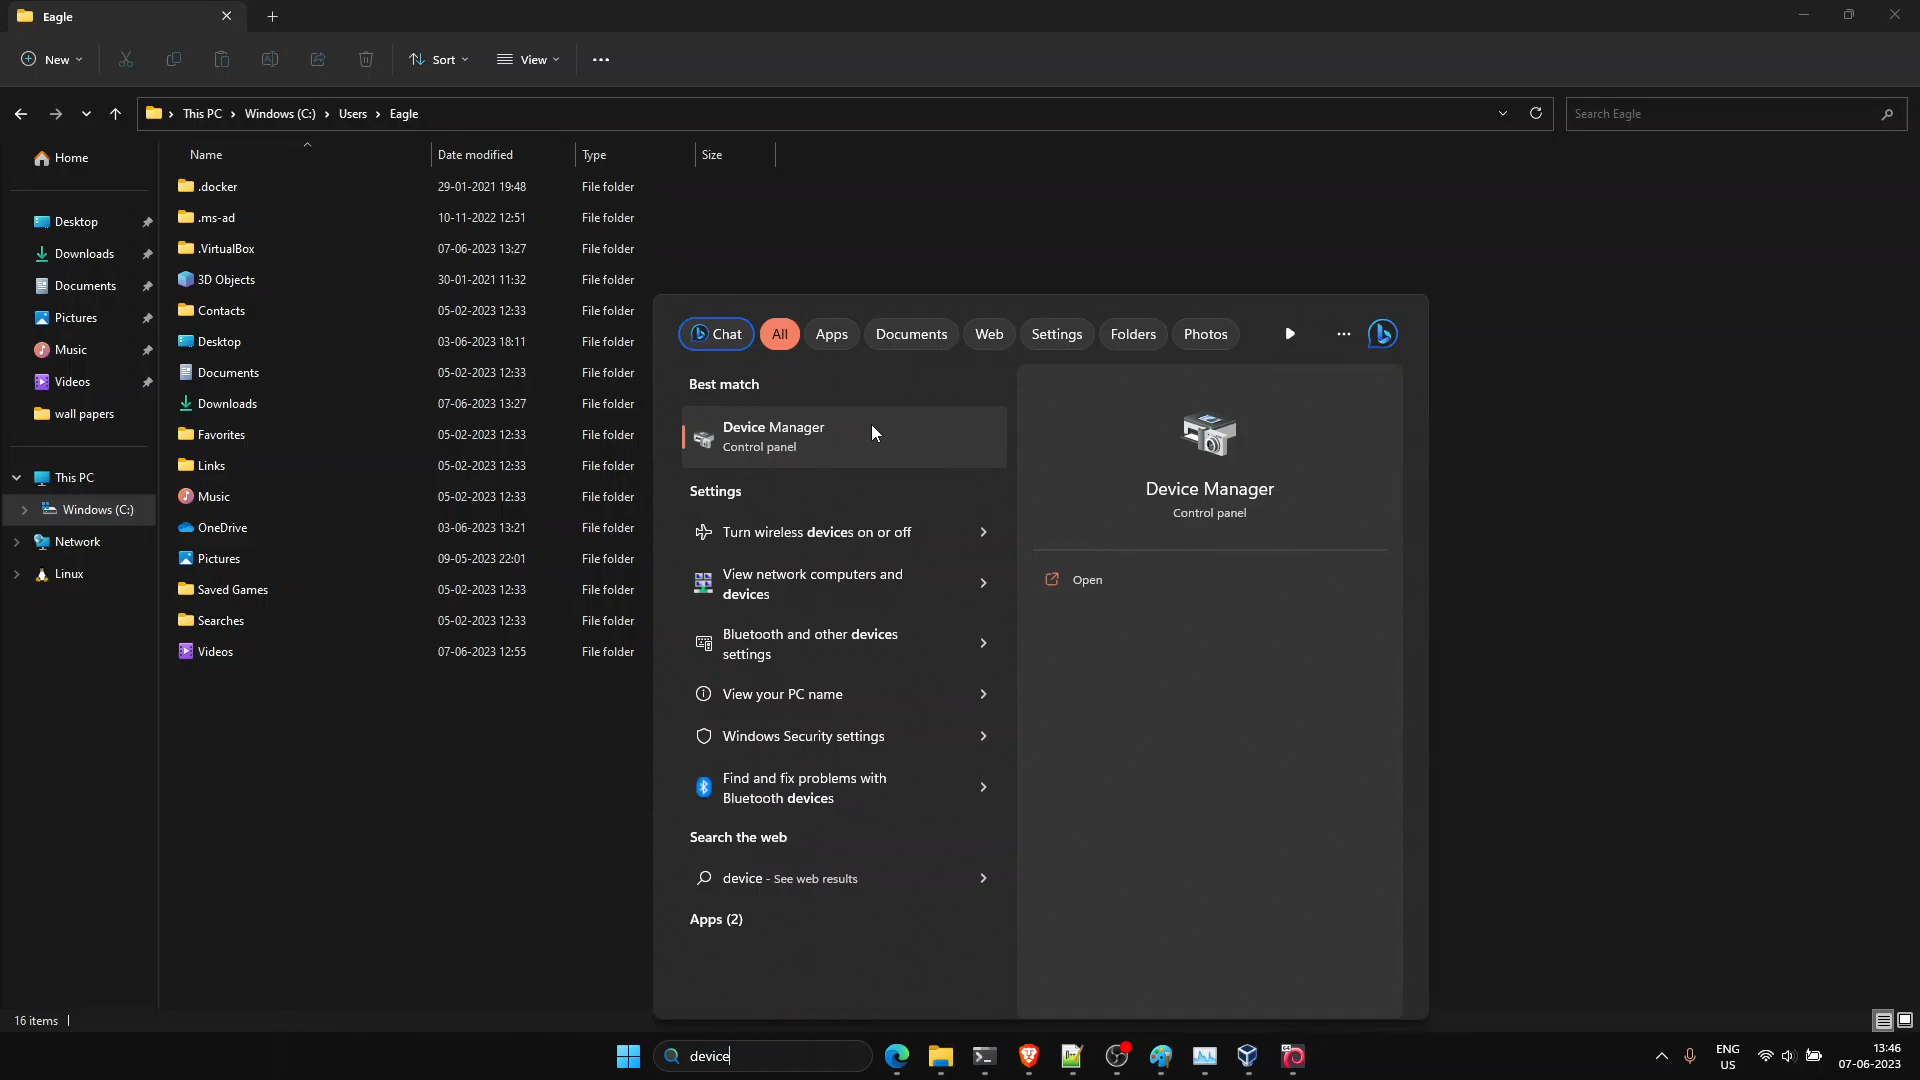 Eagle
New
Sort
View
This PC
Windows (C:)
Users
Eagle
Search Eagle
Name
Date modified
Type
Size
Home
Desktop
Downloads
Documents
Pictures
Music
Videos
wall papers
This PC
Windows (C:)
Network
Linux
.docker 29-01-2021 19:48 File folder
.ms-ad 10-11-2022 12:51 File folder
.VirtualBox 07-06-2023 13:27 File folder
3D Objects 30-01-2021 11:32 File folder
Contacts 05-02-2023 12:33 File folder
Desktop 03-06-2023 18:11 File folder
Documents 05-02-2023 12:33 File folder
Downloads 07-06-2023 13:27 File folder
Favorites 05-02-2023 12:33 File folder
Links 05-02-2023 12:33 File folder
Music 05-02-2023 12:33 File folder
OneDrive 03-06-2023 13:21 File folder
Pictures 09-05-2023 22:01 File folder
Saved Games 05-02-2023 12:33 File folder
Searches 05-02-2023 12:33 File folder
Videos 07-06-2023 12:55 File folder
Chat
All
Apps
Documents
Web
Settings
Folders
Photos
Best match
Device Manager
Control panel
Settings
Turn wireless devices on or off
View network computers and
devices
Bluetooth and other devices
settings
View your PC name
Windows Security settings
Find and fix problems with
Bluetooth devices
Search the web
device - See web results
Apps (2)
Device Manager
Control panel
Open
16 items
device
ENG
US
13:46
07-06-2023